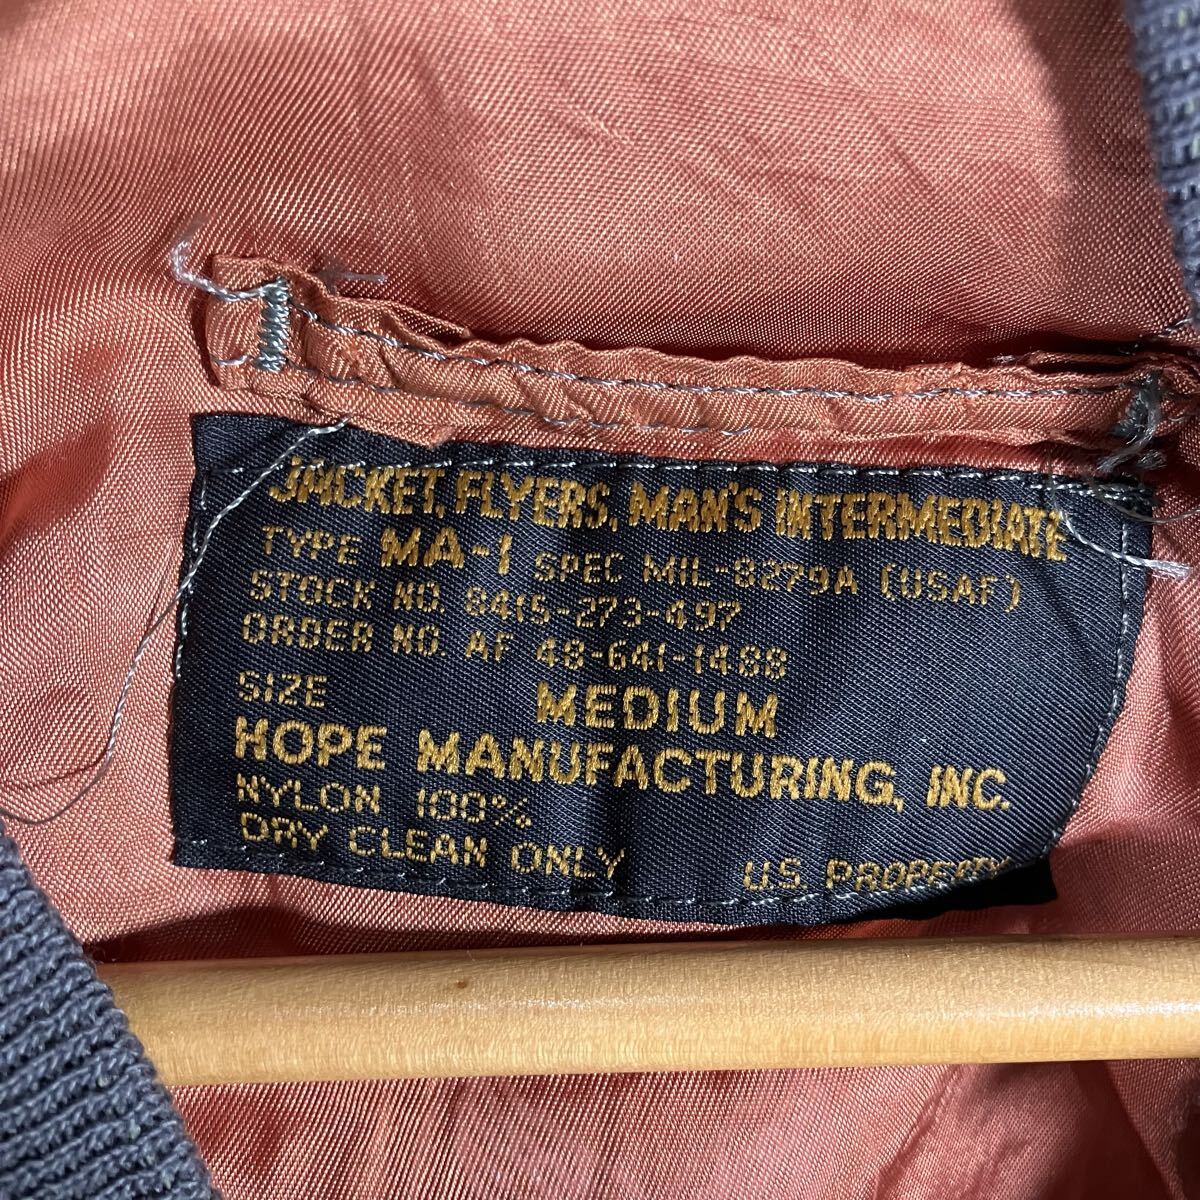 JACKET, FLYERS, MAN'S INTERMEDIATE
TYPE MA-1 SPEC MIL-8279A (USAF)
STOCK NO. 8415-273-497
ORDER NO. AF 48-641-1488
SIZE MEDIUM
HOPE MANUFACTURING, INC.
NYLON 100%
DRY CLEAN ONLY U.S. PROPERTY